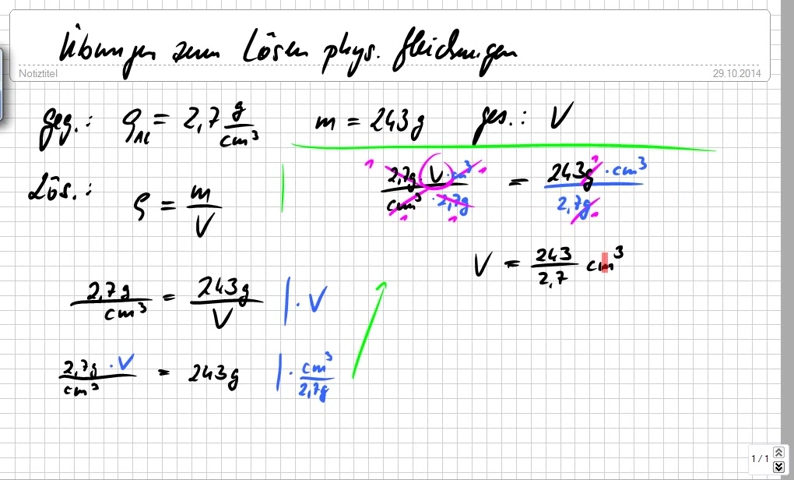 Übungen zum Lösen phys. Gleichungen
Notiztitel
29.10.2014
geg.: ϱAl = 2,7 g/cm³ m = 243g ges.: V
Lös.: ϱ = m/V
2,7g/cm³ = 243g/V | · V
2,7g · V/cm³ = 243g | · cm³/2,7g
2,7g · V · cm³/cm³ · 2,7g = 243g · cm³/2,7g
V = 243/2,7 cm³
1 / 1